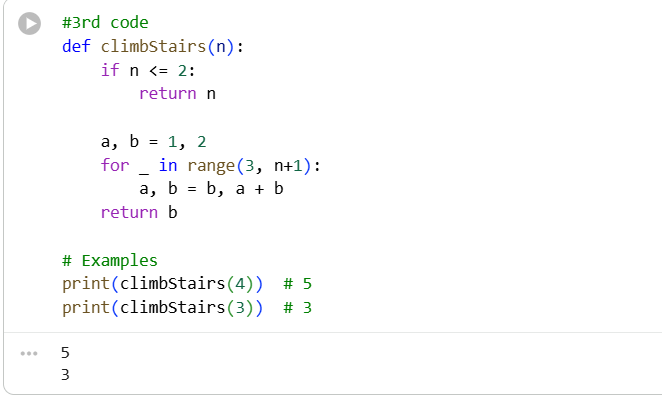 #3rd code
def climbStairs(n):
    if n <= 2:
        return n

    a, b = 1, 2
    for _ in range(3, n+1):
        a, b = b, a + b
    return b

# Examples
print(climbStairs(4))  # 5
print(climbStairs(3))  # 3
5
3